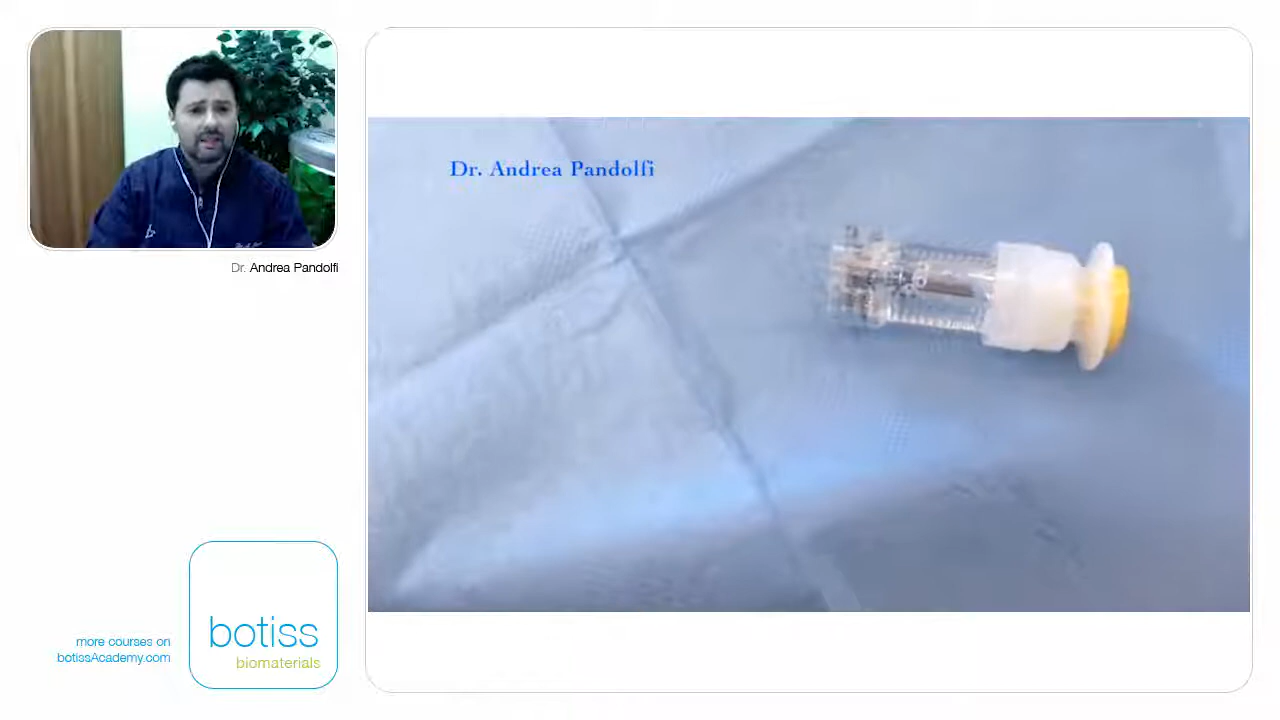 Dr. Andrea Pandolfi
Dr. Andrea Pandolfi
botiss
biomaterials
more courses on
botissAcademy.com